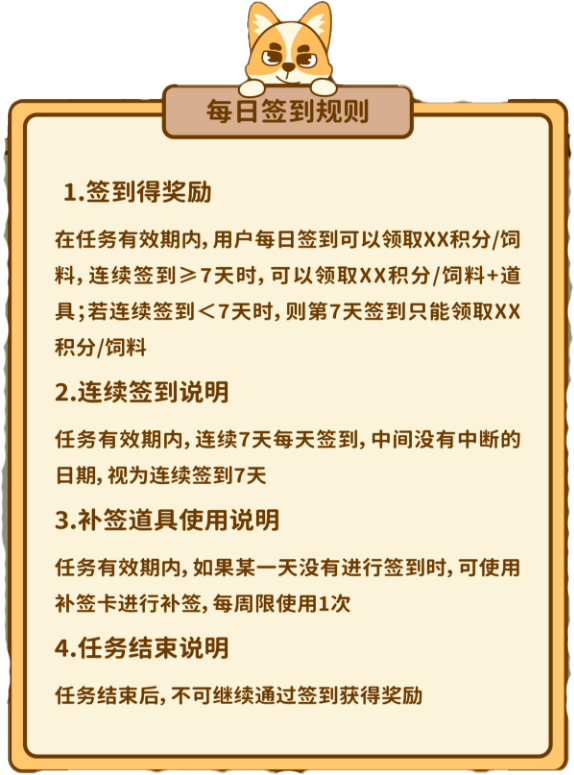 每日签到规则
1.签到得奖励
在任务有效期内,用户每日签到可以领取XX积分/饲
料,连续签到≥7天时,可以领取XX积分/饲料+道
具;若连续签到＜7天时,则第7天签到只能领取XX
积分/饲料
2.连续签到说明
任务有效期内,连续7天每天签到,中间没有中断的
日期,视为连续签到7天
3.补签道具使用说明
任务有效期内,如果某一天没有进行签到时,可使用
补签卡进行补签,每周限使用1次
4.任务结束说明
任务结束后,不可继续通过签到获得奖励